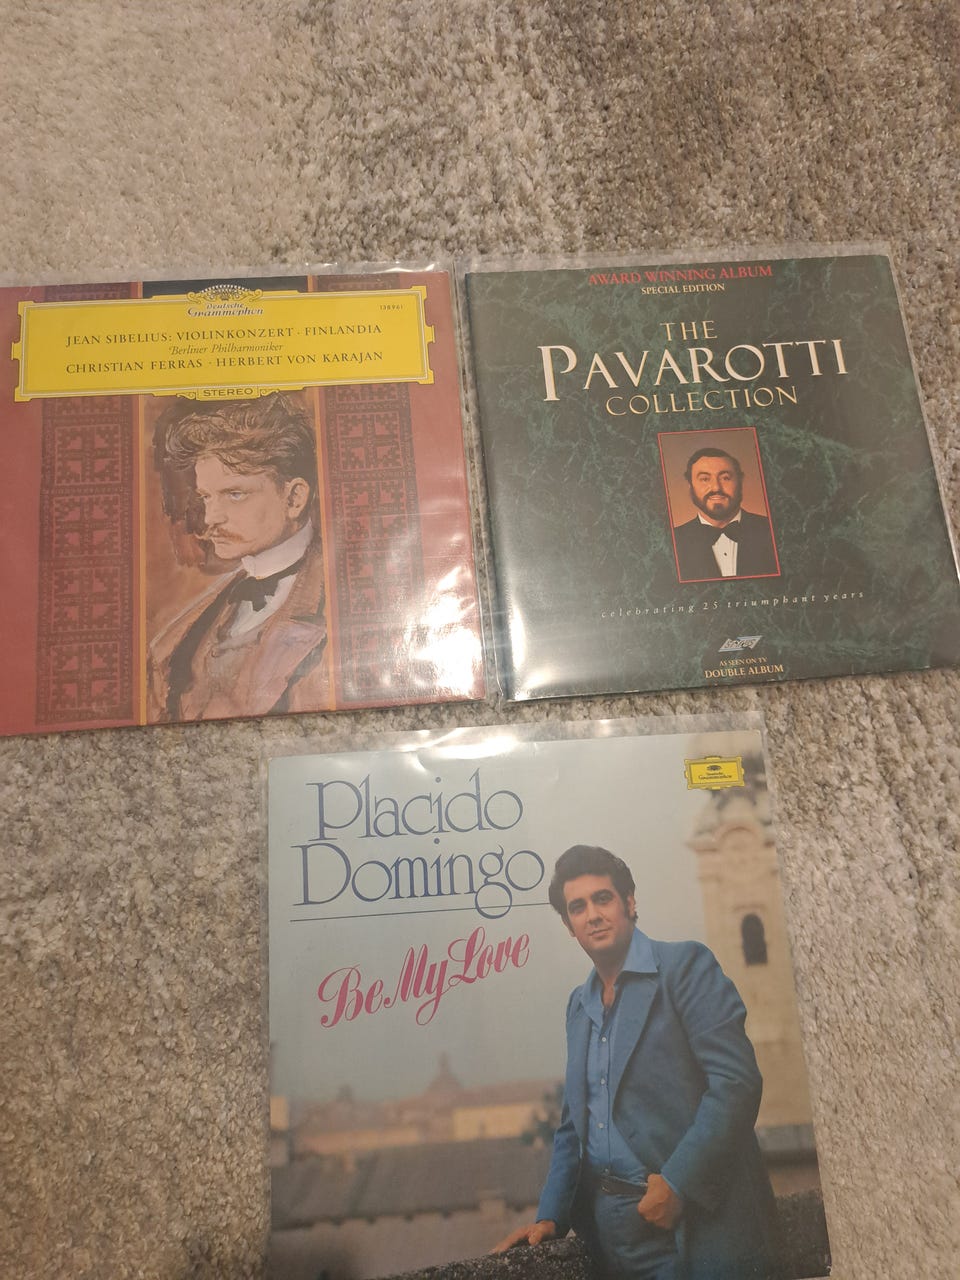 Deutsche
Grammophon
138961
JEAN SIBELIUS: VIOLINKONZERT · FINLANDIA
Berliner Philharmoniker
CHRISTIAN FERRAS · HERBERT VON KARAJAN
STEREO
AWARD WINNING ALBUM
SPECIAL EDITION
THE
PAVAROTTI
COLLECTION
celebrating 25 triumphant years
AS SEEN ON TV
DOUBLE ALBUM
Placido
Domingo
Be My Love
Deutsche
Grammophon